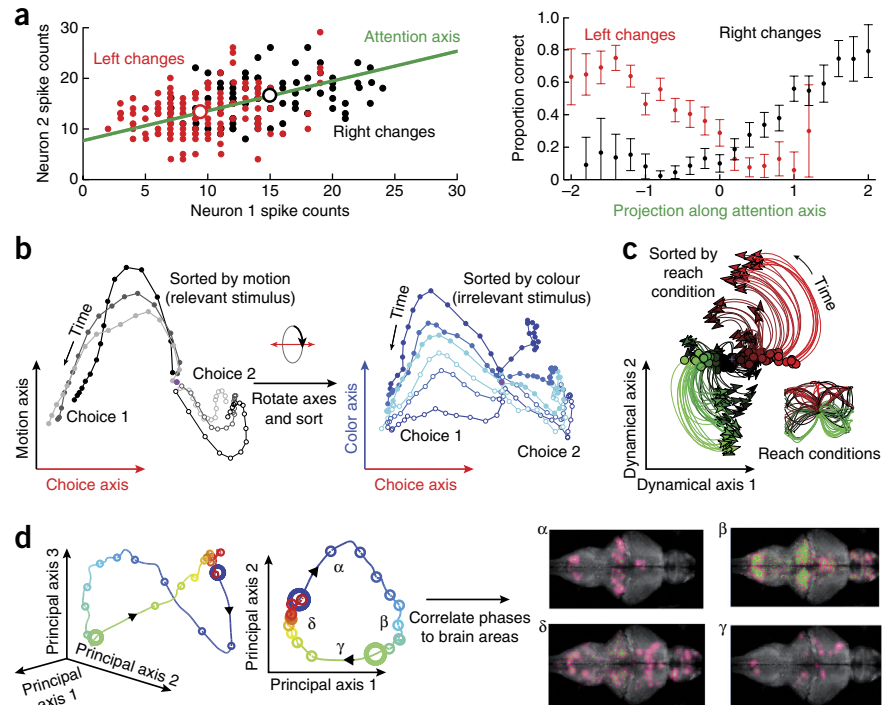 a
Left changes
Attention axis
Right changes
Neuron 2 spike counts
30
20
10
0
0
5
10
15
20
25
30
Neuron 1 spike counts
Left changes
Right changes
Proportion correct
1.0
0.8
0.6
0.4
0.2
0
–2
–1
0
1
2
Projection along attention axis
b
Sorted by motion
(relevant stimulus)
Time
Choice 1
Choice 2
Motion axis
Choice axis
Rotate axes
and sort
Sorted by colour
(irrelevant stimulus)
Time
Choice 1
Choice 2
Color axis
Choice axis
c
Sorted by
reach
condition
Time
Dynamical axis 2
Dynamical axis 1
Reach conditions
d
Principal axis 3
Principal axis 2
Principal
axis 1
Principal axis 2
Principal axis 1
α
β
γ
δ
Correlate phases
to brain areas
α
β
δ
γ